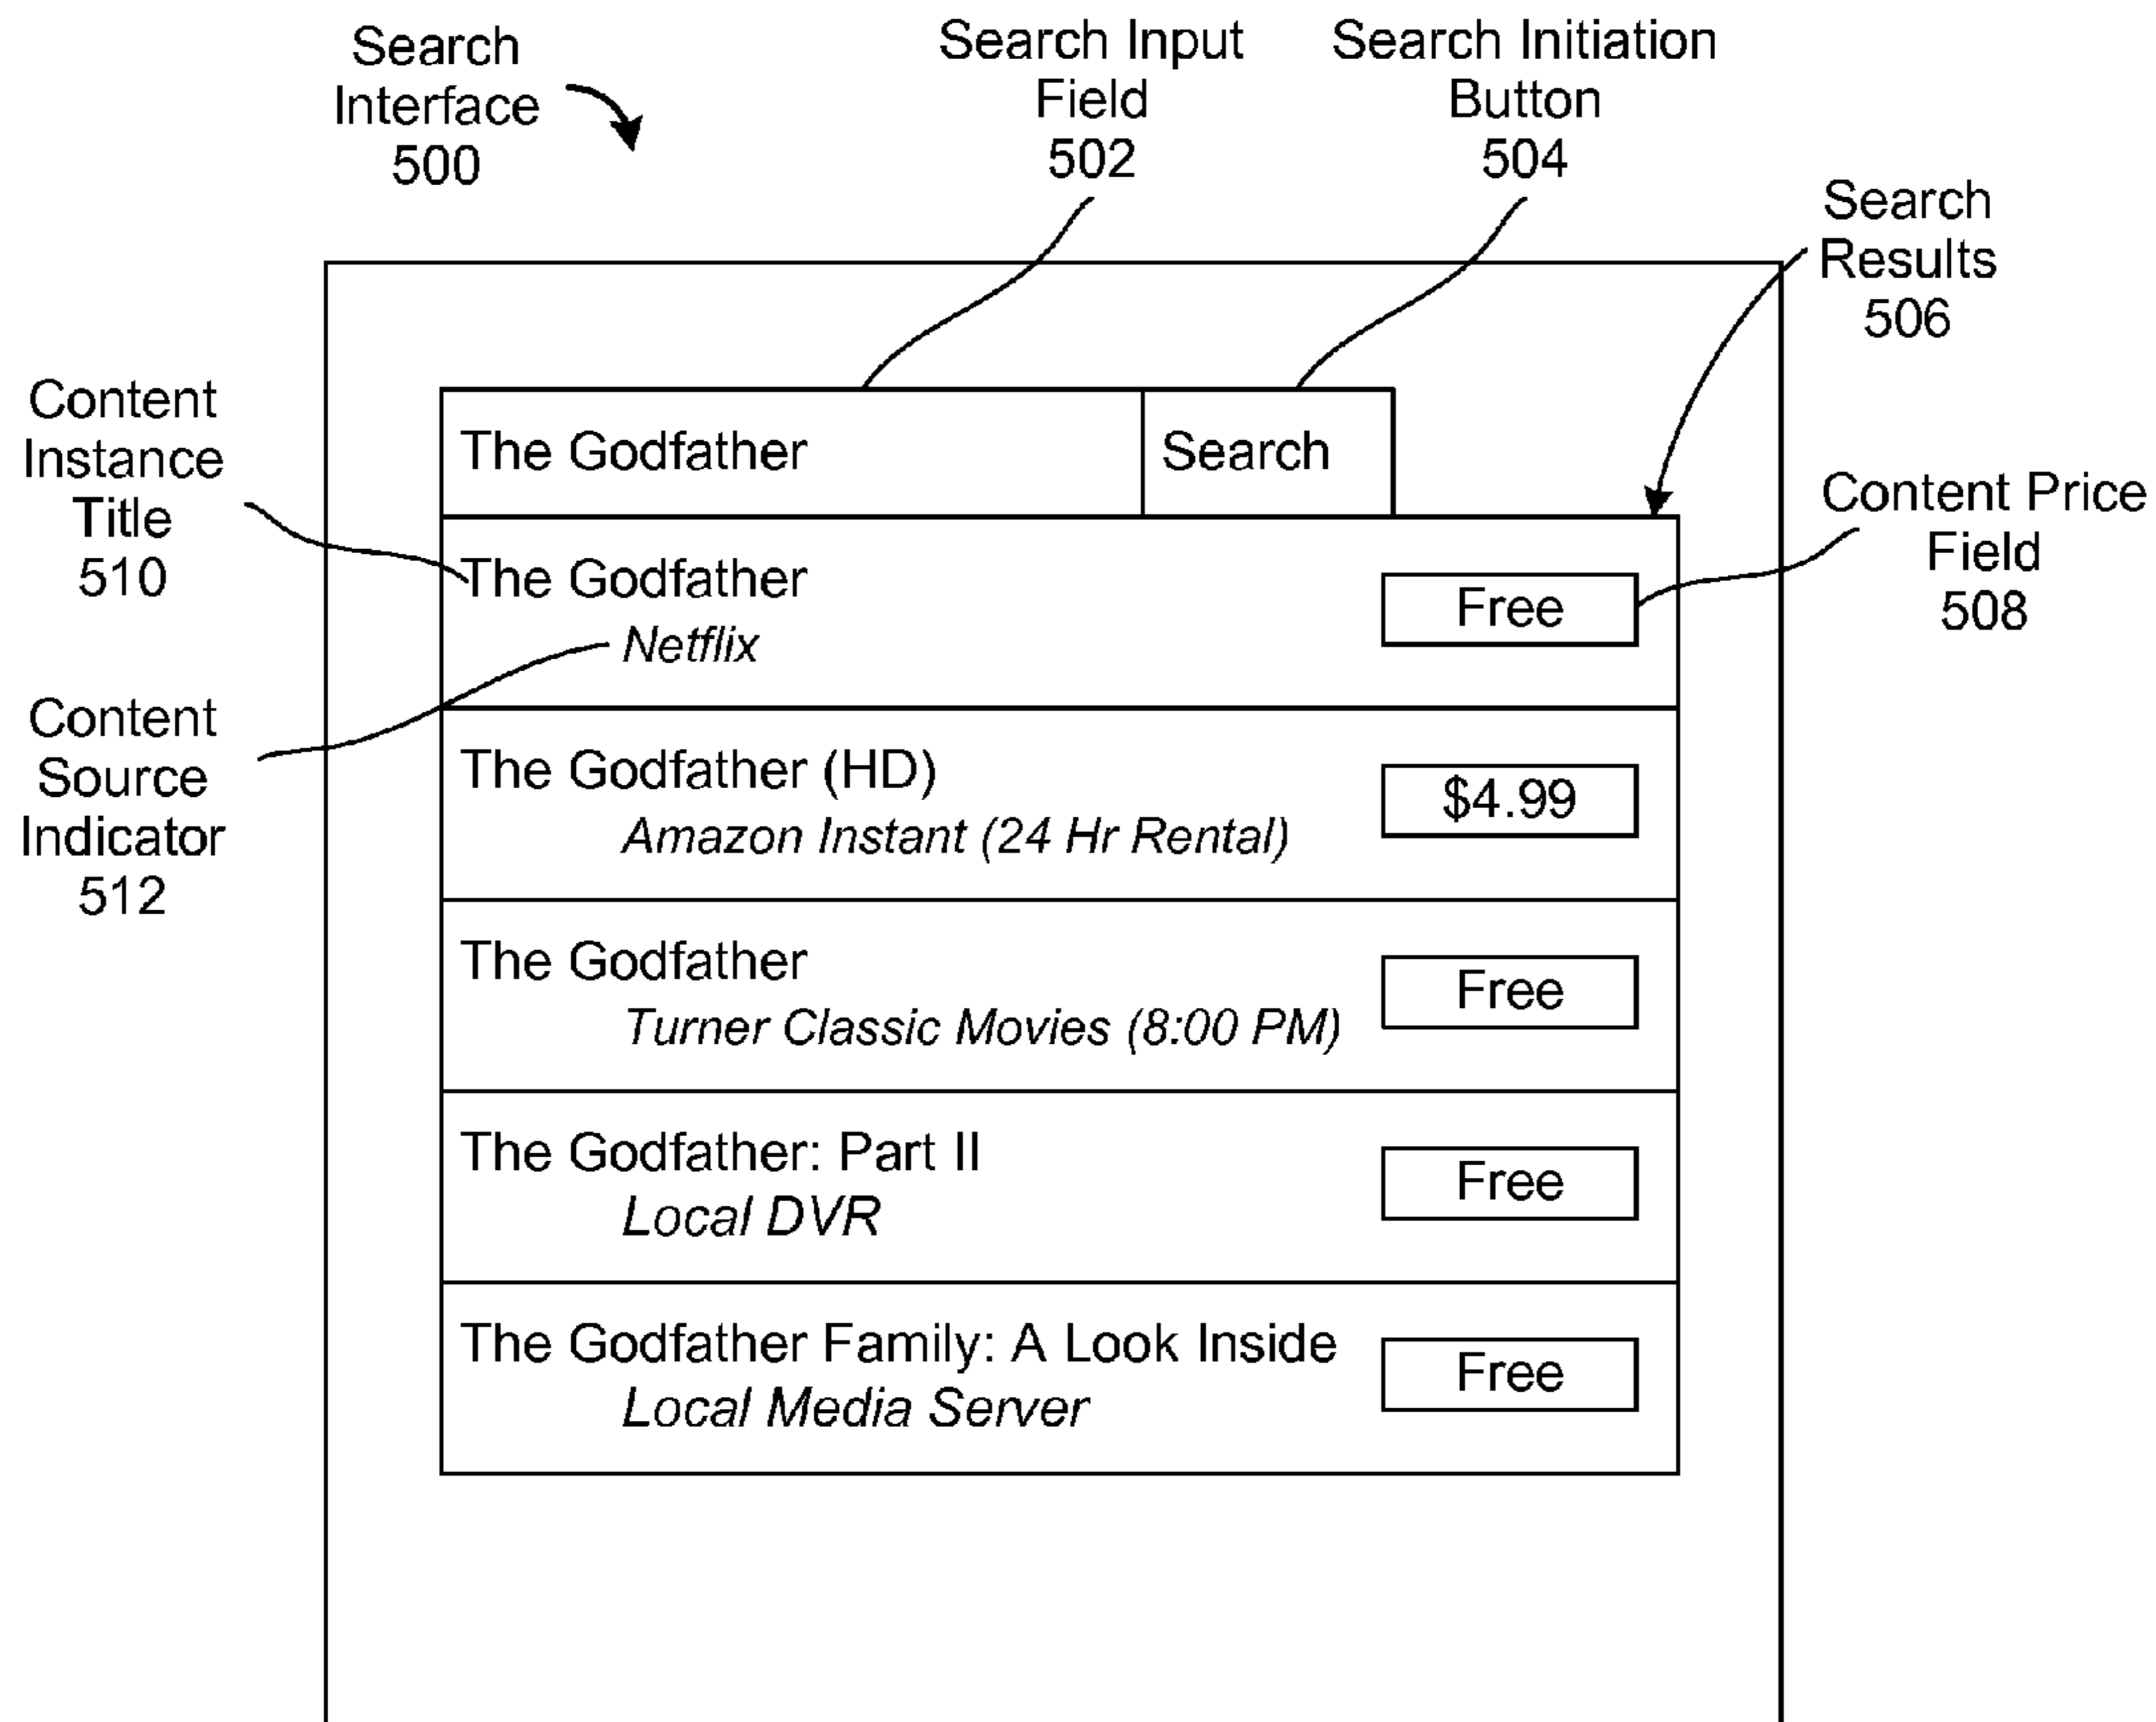 Search
Interface
500
Search Input
Field
502
Search Initiation
Button
504
Search
Results
506
Content
Instance
Title
510
The Godfather
Search
Content Price
Field
508
The Godfather
Netflix
Free
Content
Source
Indicator
512
The Godfather (HD)
Amazon Instant (24 Hr Rental)
$4.99
The Godfather
Turner Classic Movies (8:00 PM)
Free
The Godfather: Part II
Local DVR
Free
The Godfather Family: A Look Inside
Local Media Server
Free